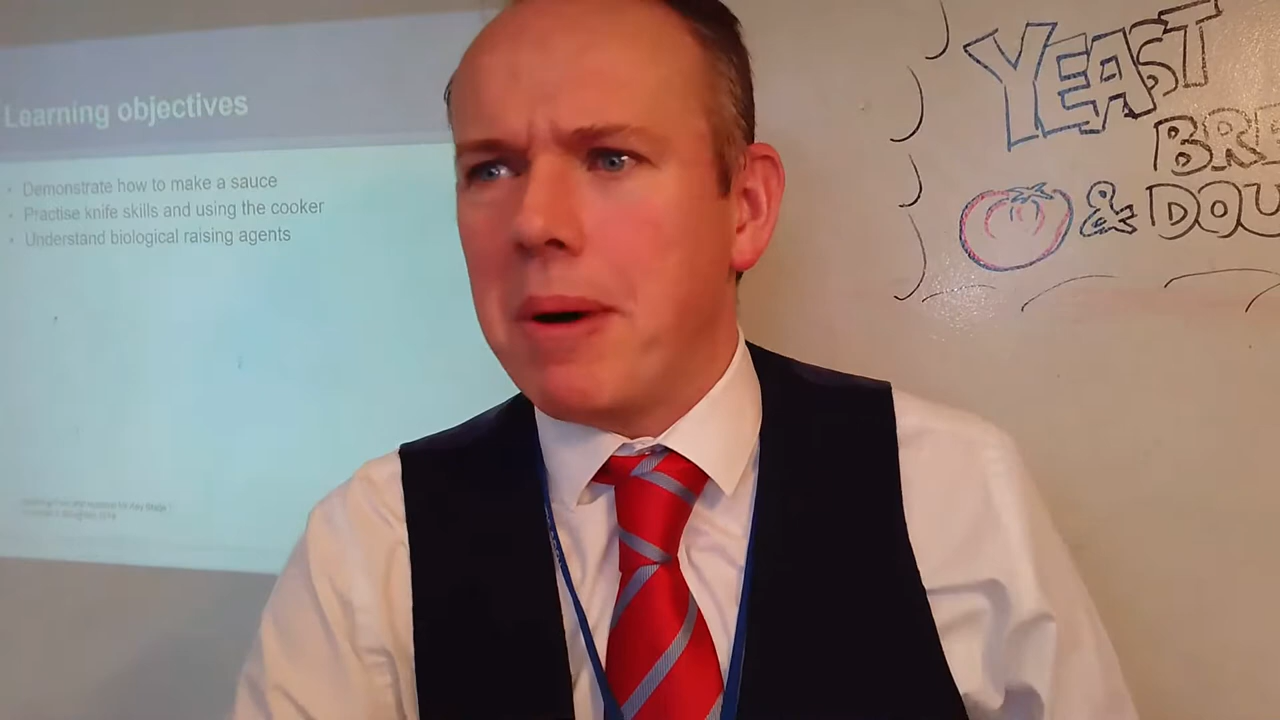 Learning objectives
• Demonstrate how to make a sauce
• Practise knife skills and using the cooker
• Understand biological raising agents
YEAST
BRE
& DOU